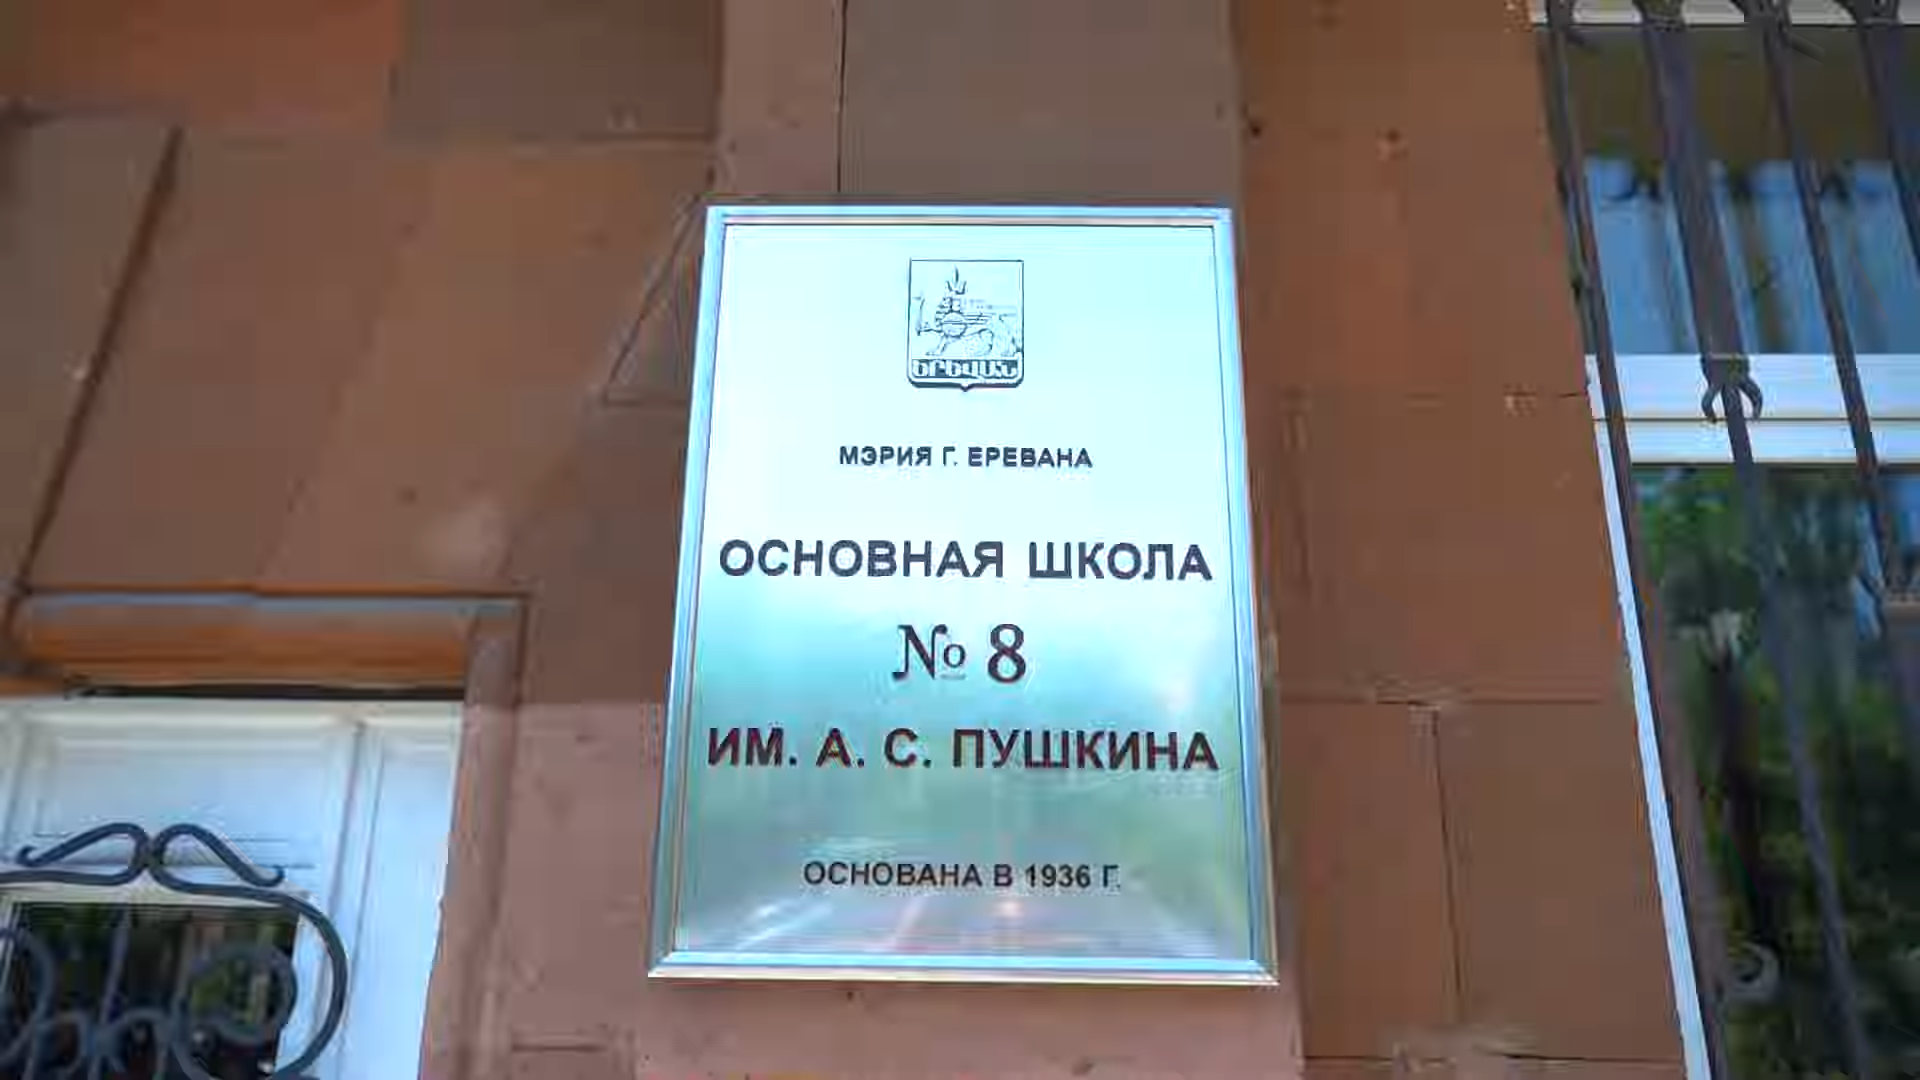 ԵՐԵՎԱՆ
МЭРИЯ Г. ЕРЕВАНА
ОСНОВНАЯ ШКОЛА
№ 8
ИМ. А. С. ПУШКИНА
ОСНОВАНА В 1936 Г.